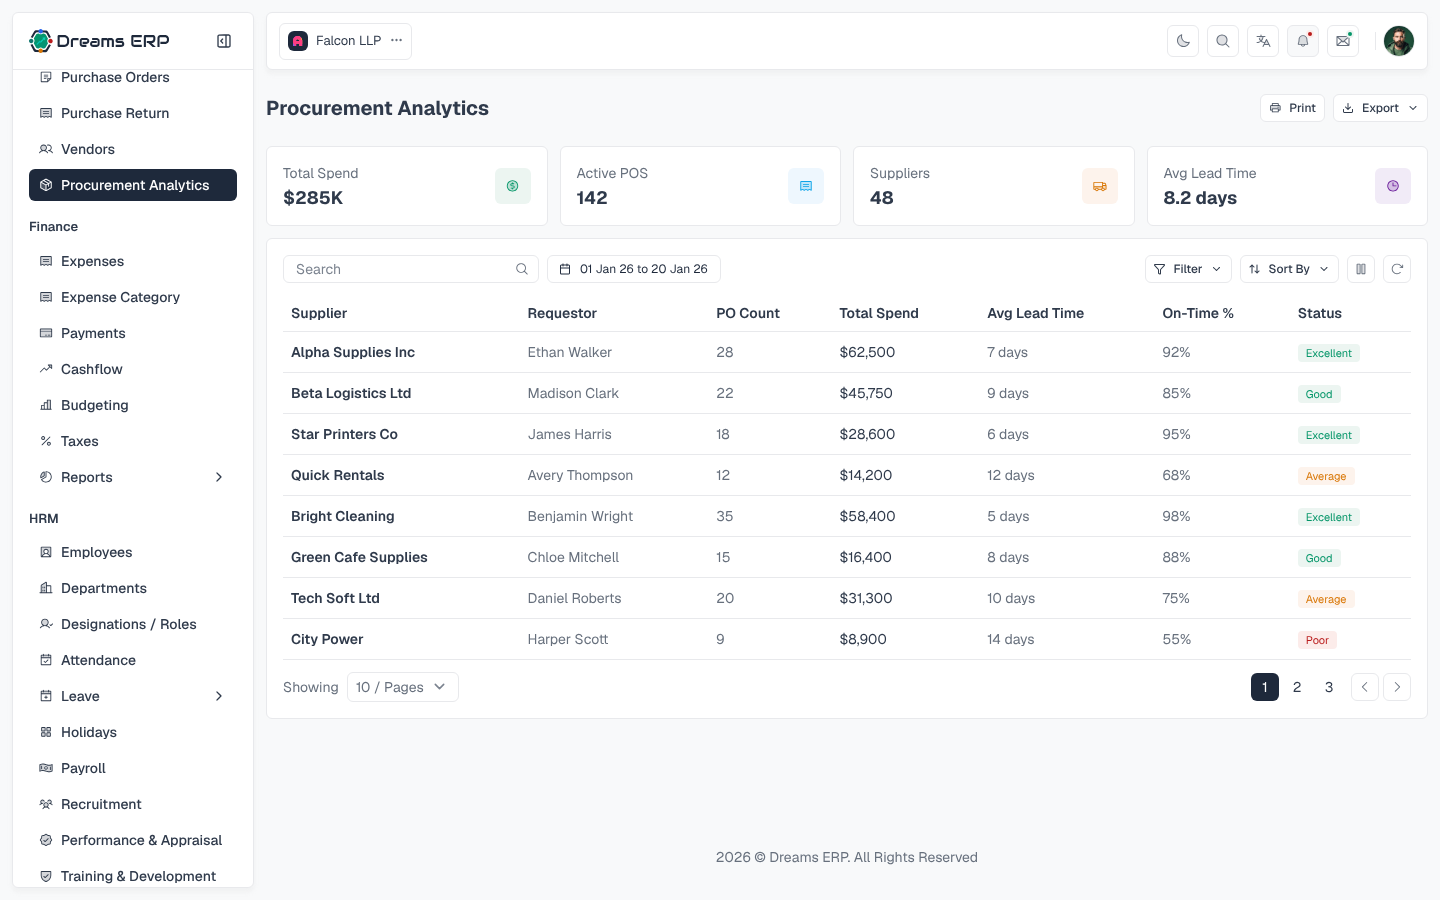 Dreams ERP
Purchase Orders
Purchase Return
Vendors
Procurement Analytics
Finance
Expenses
Expense Category
Payments
Cashflow
Budgeting
Taxes
Reports
HRM
Employees
Departments
Designations / Roles
Attendance
Leave
Holidays
Payroll
Recruitment
Performance & Appraisal
Training & Development
Falcon LLP
Procurement Analytics
Print Export
Total Spend
$285K
Active POS
142
Suppliers
48
Avg Lead Time
8.2 days
Search 01 Jan 26 to 20 Jan 26 Filter Sort By
Supplier Requestor PO Count Total Spend Avg Lead Time On-Time % Status
Alpha Supplies Inc Ethan Walker 28 $62,500 7 days 92% Excellent
Beta Logistics Ltd Madison Clark 22 $45,750 9 days 85% Good
Star Printers Co James Harris 18 $28,600 6 days 95% Excellent
Quick Rentals Avery Thompson 12 $14,200 12 days 68% Average
Bright Cleaning Benjamin Wright 35 $58,400 5 days 98% Excellent
Green Cafe Supplies Chloe Mitchell 15 $16,400 8 days 88% Good
Tech Soft Ltd Daniel Roberts 20 $31,300 10 days 75% Average
City Power Harper Scott 9 $8,900 14 days 55% Poor
Showing 10 / Pages 1 2 3
2026 © Dreams ERP. All Rights Reserved